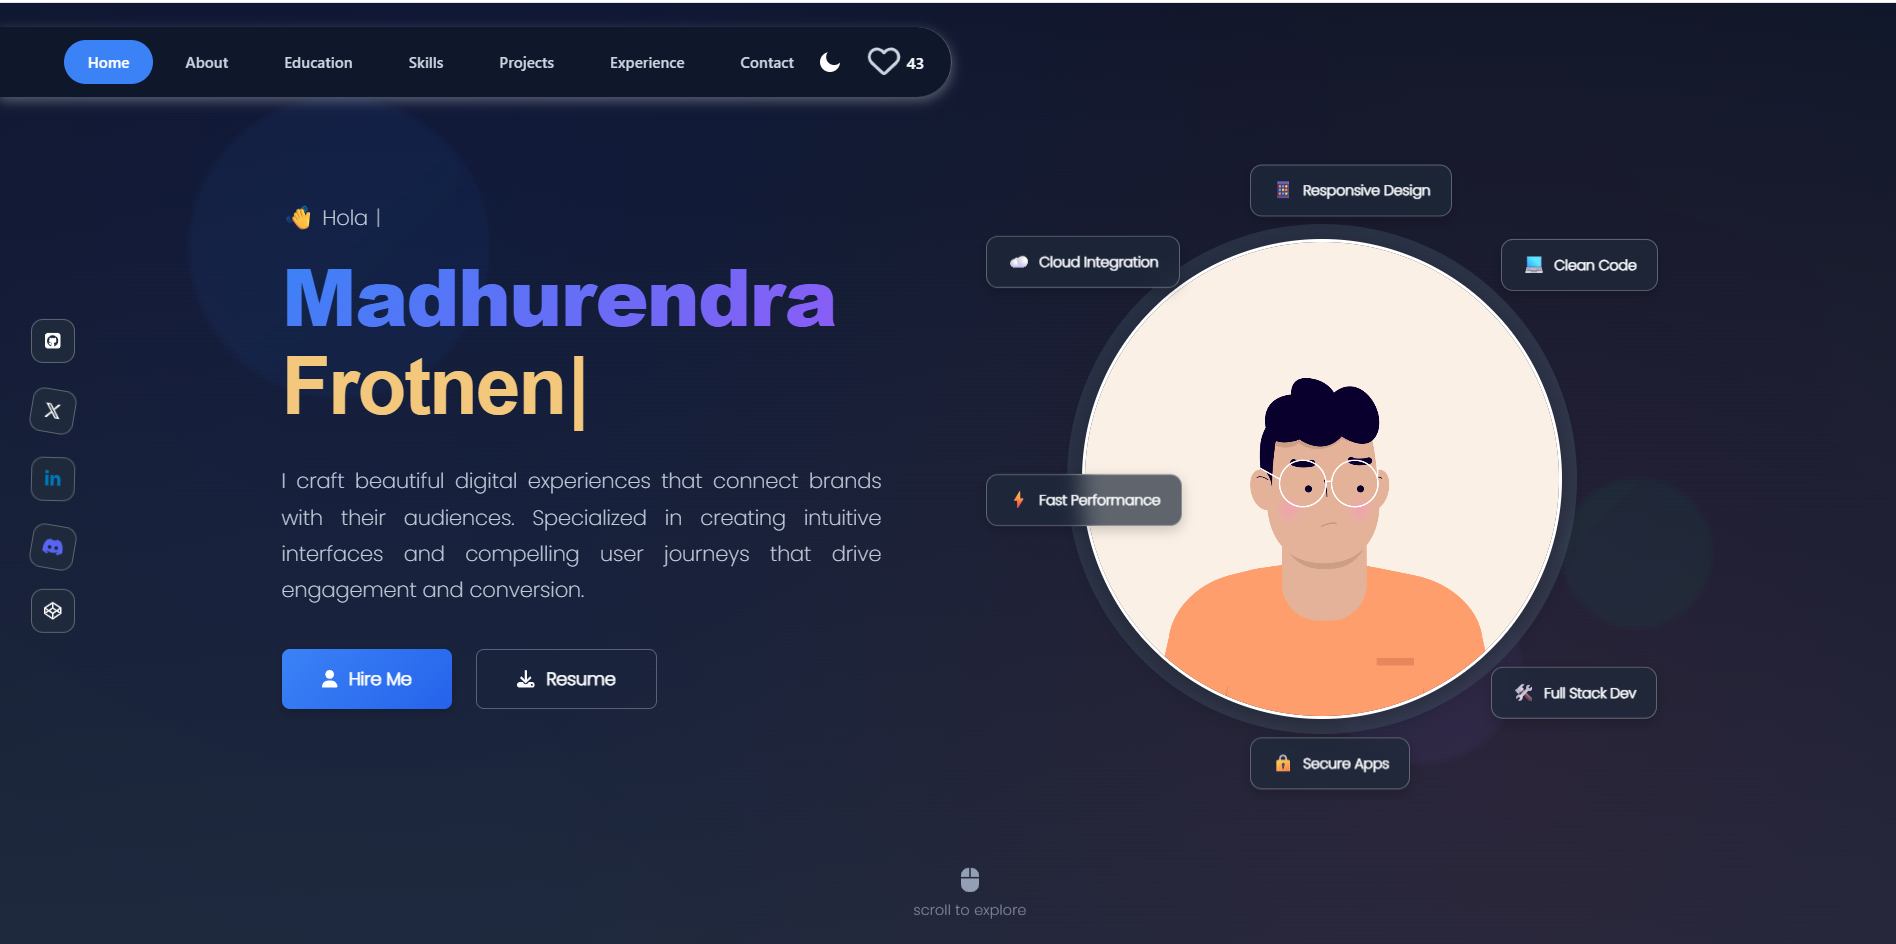 Home About Education Skills Projects Experience Contact 43
👋 Hola |
Madhurendra
Frotnen|
I craft beautiful digital experiences that connect brands
with their audiences. Specialized in creating intuitive
interfaces and compelling user journeys that drive
engagement and conversion.
Hire Me
Resume
Responsive Design
Cloud Integration
Clean Code
Fast Performance
Full Stack Dev
Secure Apps
scroll to explore